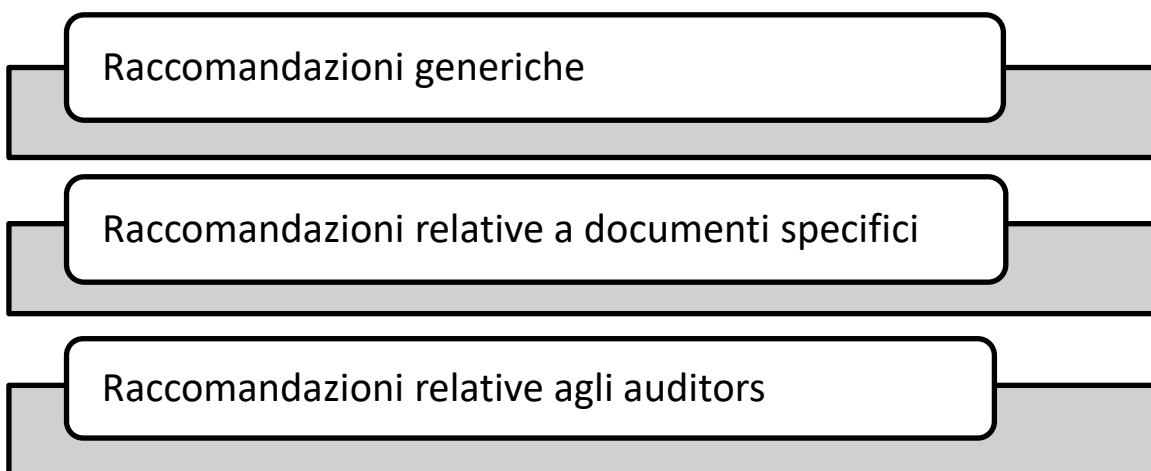 Raccomandazioni generiche
Raccomandazioni relative a documenti specifici
Raccomandazioni relative agli auditors